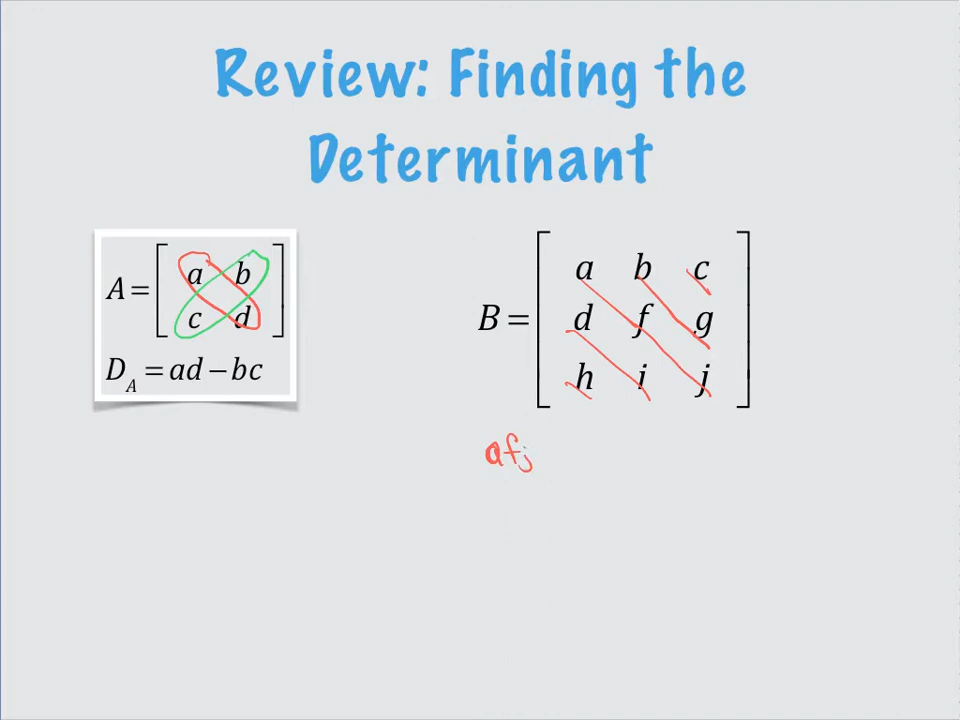 Review: Finding the
Determinant
A = [ a b
c d ]
D_A = ad − bc
B = [ a b c
d f g
h i j ]
afj